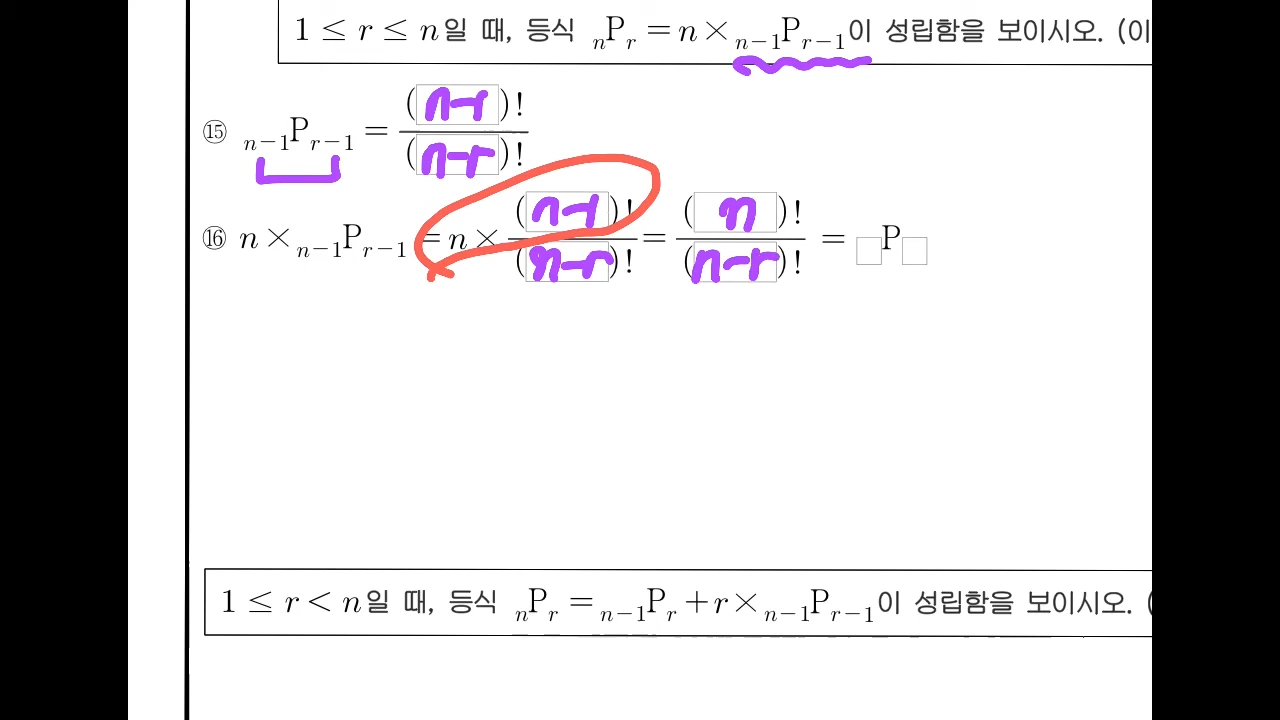 1 ≤ r ≤ n일 때, 등식 ₙPᵣ = n × ₙ₋₁Pᵣ₋₁이 성립함을 보이시오. (이
⑮ ₙ₋₁Pᵣ₋₁ = (n-r)! / (n-r)!
⑯ n × ₙ₋₁Pᵣ₋₁ = n × (n-1)! / (n-r)! = (n)! / (n-r)! = □P□
1 ≤ r < n일 때, 등식 ₙPᵣ = ₙ₋₁Pᵣ + r × ₙ₋₁Pᵣ₋₁이 성립함을 보이시오. (